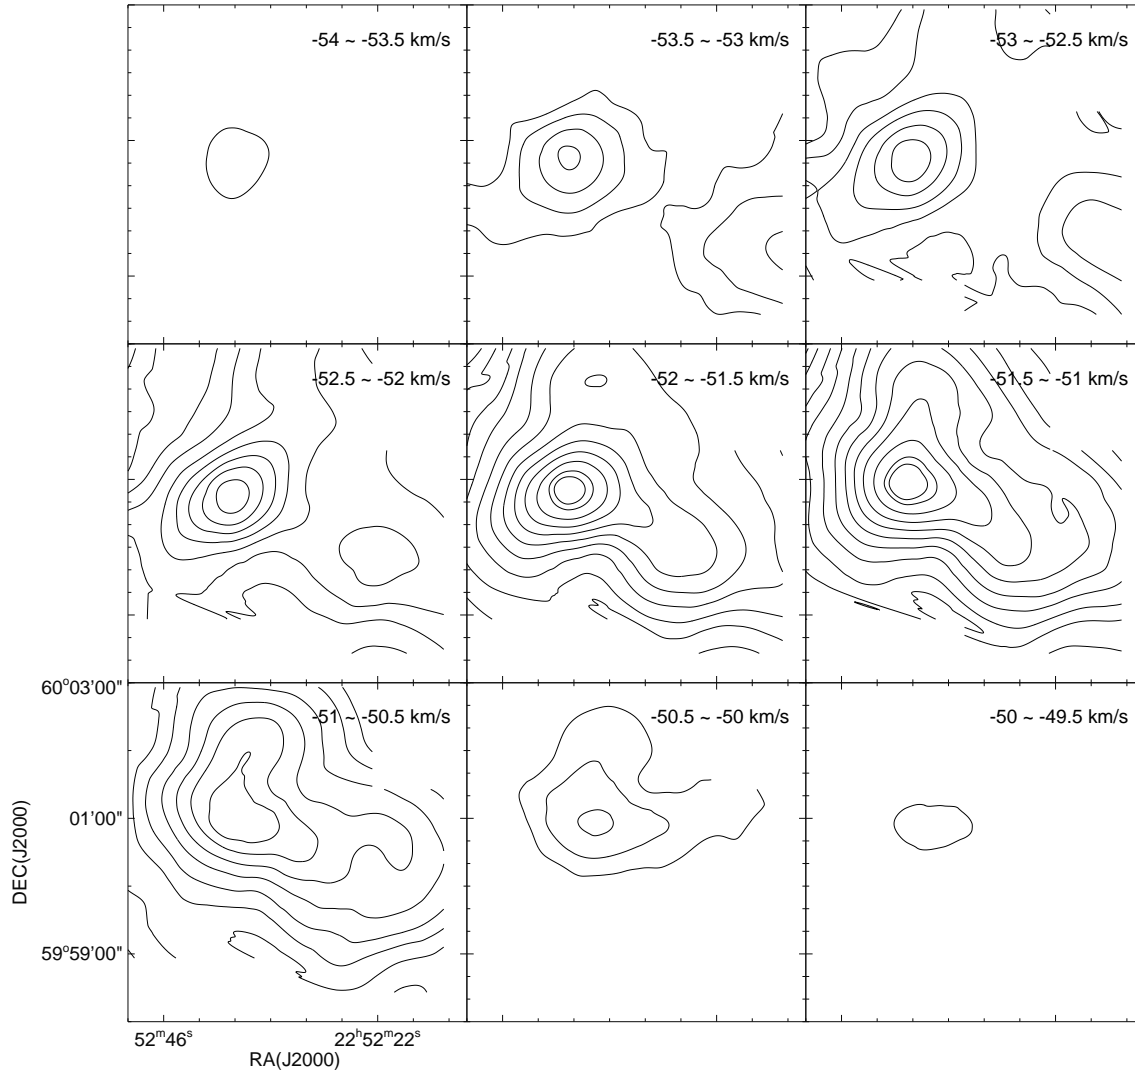 -54 ~ -53.5 km/s
-53.5 ~ -53 km/s
-53 ~ -52.5 km/s
-52.5 ~ -52 km/s
-52 ~ -51.5 km/s
-51.5 ~ -51 km/s
-51 ~ -50.5 km/s
-50.5 ~ -50 km/s
-50 ~ -49.5 km/s
60°03'00"
01'00"
59°59'00"
DEC(J2000)
52ᵐ46ˢ
22ʰ52ᵐ22ˢ
RA(J2000)